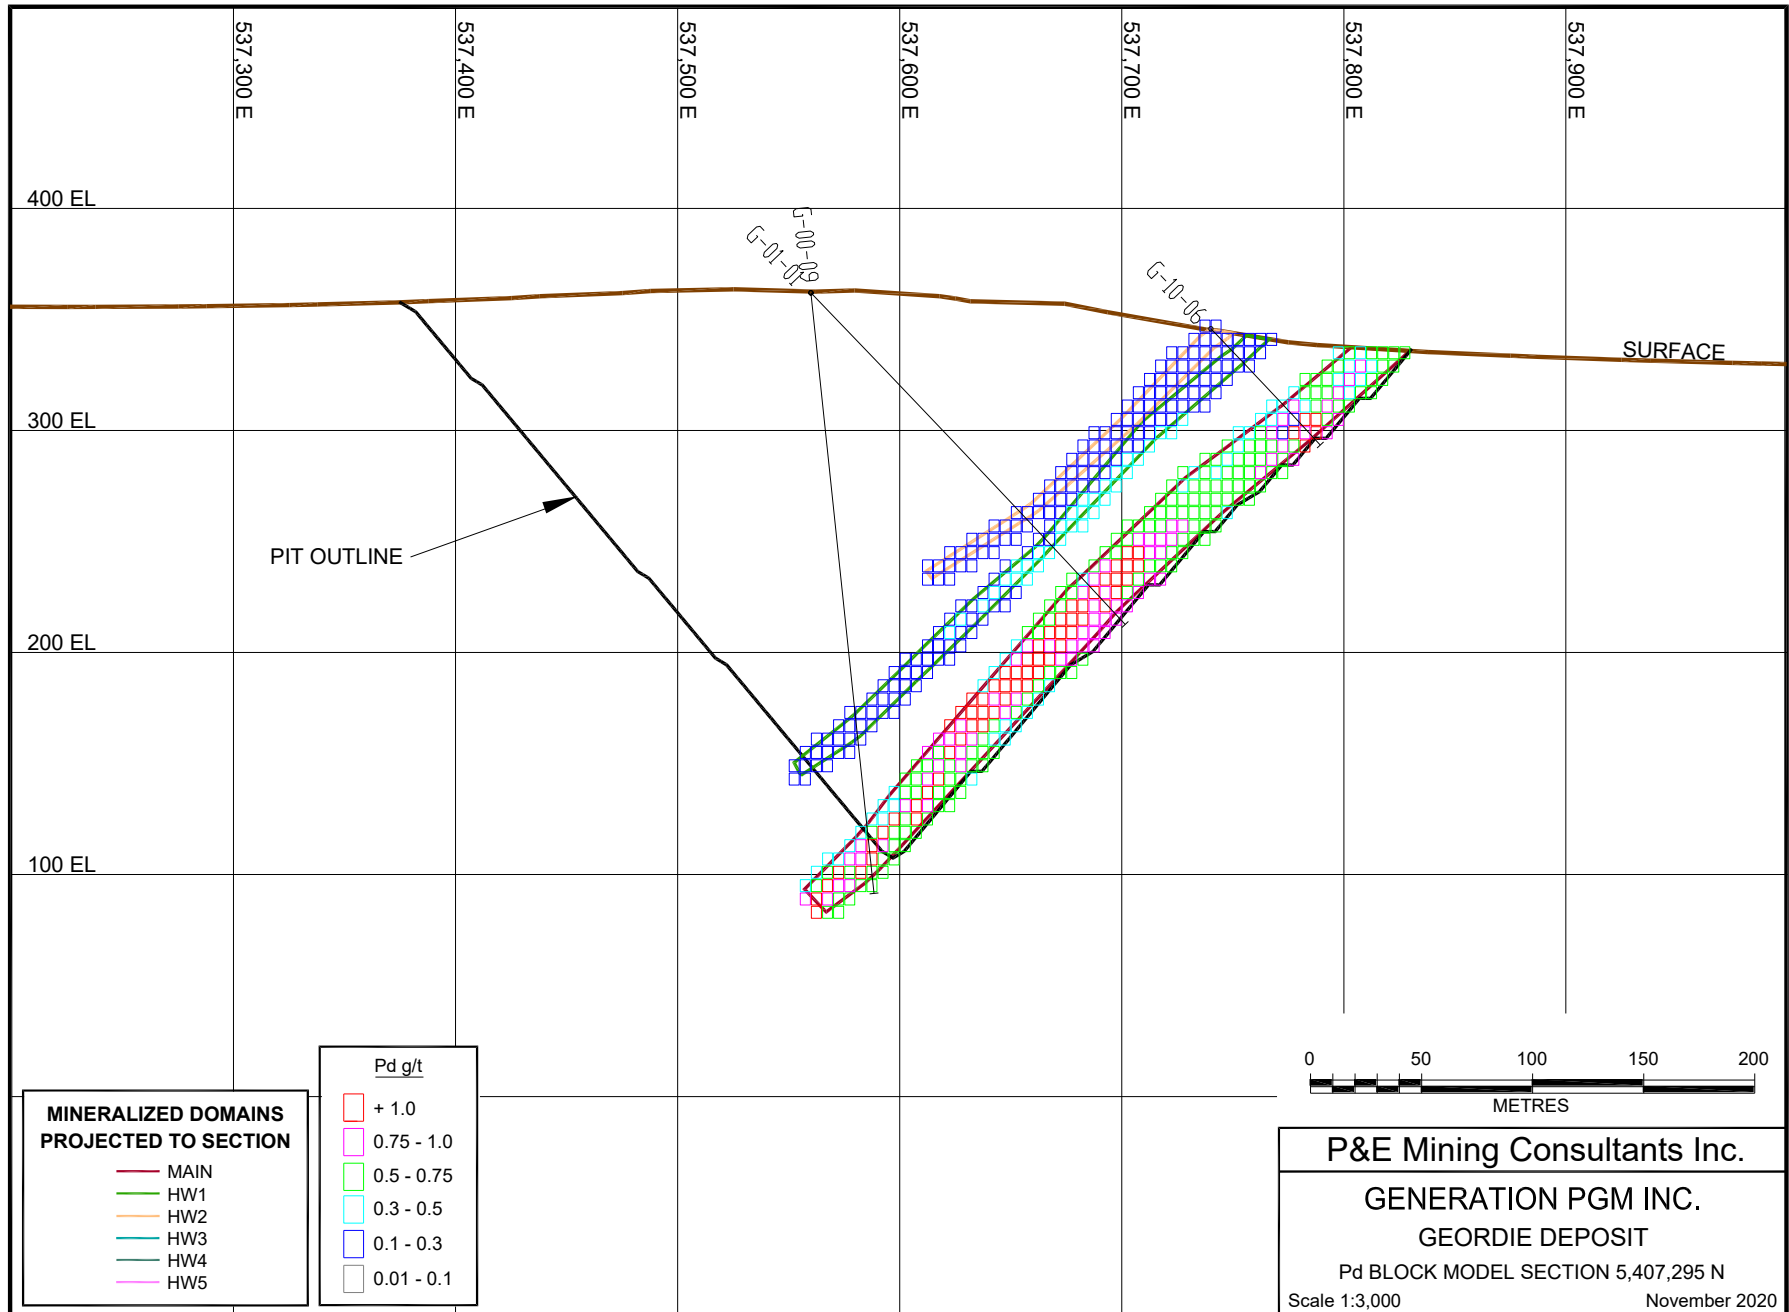 537,300 E
537,400 E
537,500 E
537,600 E
537,700 E
537,800 E
537,900 E
400 EL
300 EL
200 EL
100 EL
G-01-01
G-00-09
G-10-06
SURFACE
PIT OUTLINE
MINERALIZED DOMAINS
PROJECTED TO SECTION
MAIN
HW1
HW2
HW3
HW4
HW5
Pd g/t
+ 1.0
0.75 - 1.0
0.5 - 0.75
0.3 - 0.5
0.1 - 0.3
0.01 - 0.1
0 50 100 150 200
METRES
P&E Mining Consultants Inc.
GENERATION PGM INC.
GEORDIE DEPOSIT
Pd BLOCK MODEL SECTION 5,407,295 N
Scale 1:3,000 November 2020